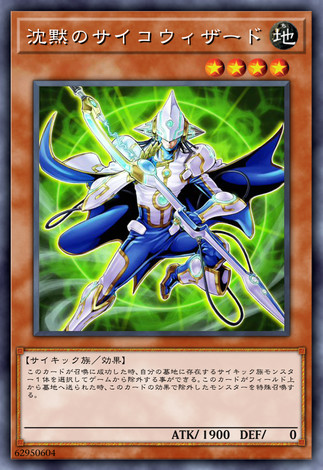 沈黙のサイコウィザード 地
【サイキック族／効果】
このカードが召喚に成功した時、自分の墓地に存在するサイキック族モンスター
１体を選択してゲームから除外する事ができる。このカードがフィールド上か
ら墓地へ送られた時、このカードの効果で除外したモンスターを特殊召喚す
る。
ATK/ 1900 DEF/ 0
62950604